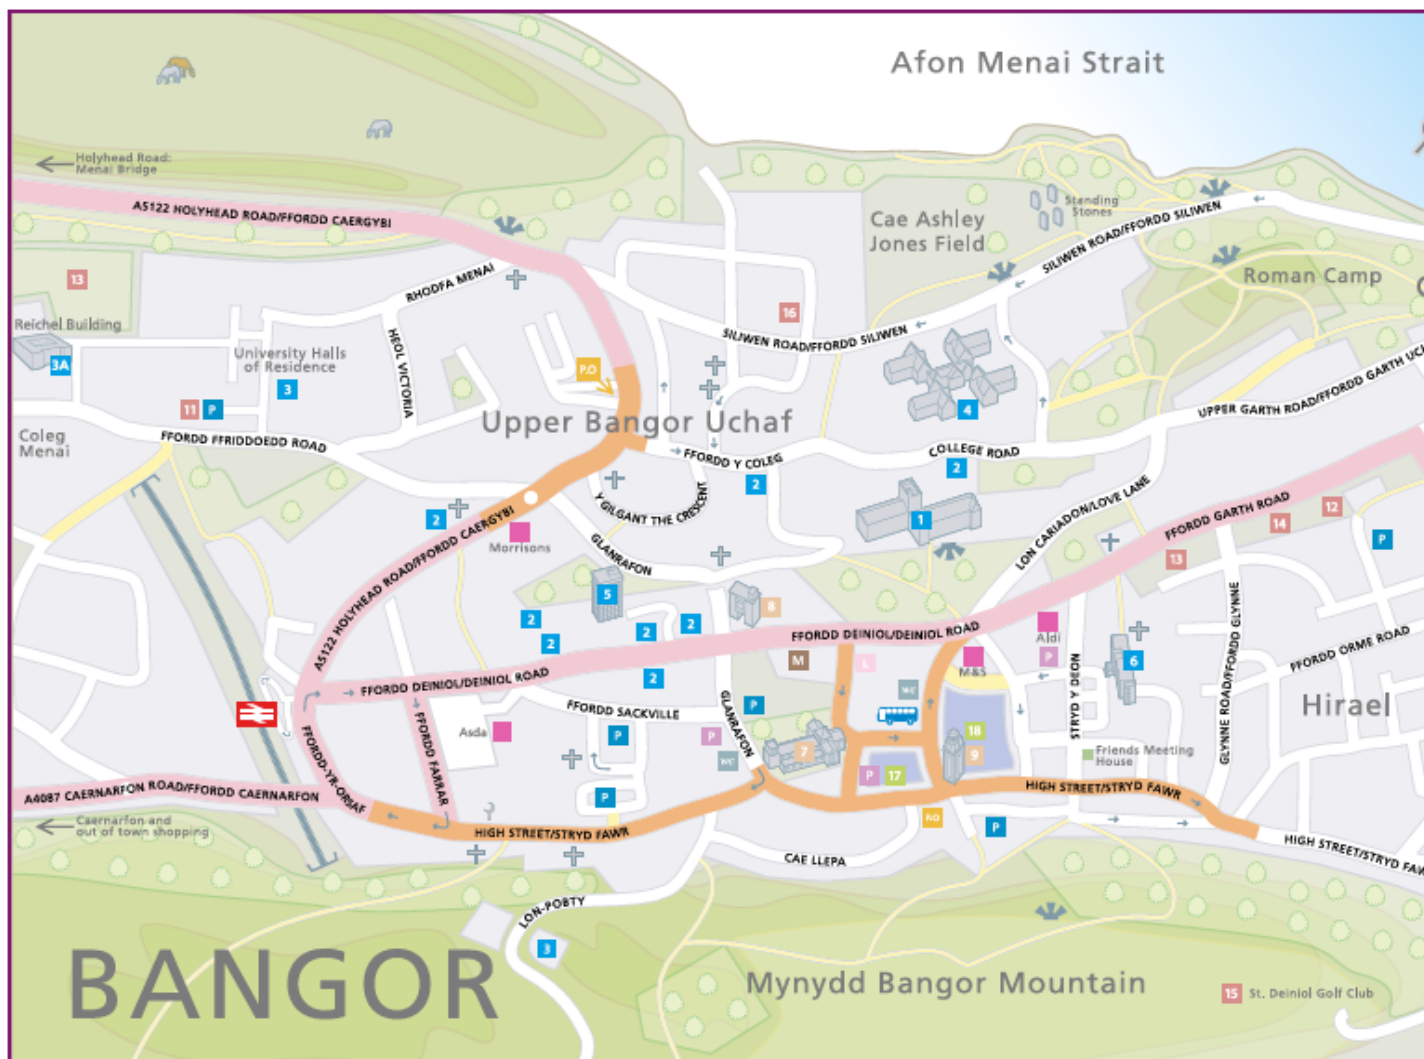 Afon Menai Strait
Holyhead Road:
Menai Bridge
A5122 HOLYHEAD ROAD/FFORDD CAERGYBI
Standing
Stones
Cae Ashley
Jones Field
SILIWEN ROAD/FFORDD SILIWEN
Roman Camp
13
RHODFA MENAI
16
Reichel Building
SILIWEN ROAD/FFORDD SILIWEN
3A
University Halls
of Residence
3
HEOL VICTORIA
P.O
UPPER GARTH ROAD/FFORDD GARTH UCH
11
P
4
Upper Bangor Uchaf
Coleg
Menai
FFORDD FFRIDDOEDD ROAD
FFORDD Y COLEG
COLLEGE ROAD
2
2
Y GILGANT THE CRESCENT
LON CARIADON/LOVE LANE
FFORDD GARTH ROAD
12
14
13
P
2
1
Morrisons
GLANRAFON
A5122 HOLYHEAD ROAD/FFORDD CAERGYBI
5
8
2
2
2
2
2
FFORDD DEINIOL/DEINIOL ROAD
Aldi
P
M
L
M&S
6
GLYNNE ROAD/FFORDD GLYNNE
FFORDD ORME ROAD
FFORDD DEINIOL/DEINIOL ROAD
WC
STRYD Y DEON
Hirael
FFORDD SACKVILLE
GLANRAFON
P
FFORDD FARRAR
Asda
P
P
WC
7
18
9
Friends Meeting
House
P
17
FFORDD-YR-ORSAF
A4087 CAERNARFON ROAD/FFORDD CAERNARFON
P
HIGH STREET/STRYD FAWR
Caernarfon and
out of town shopping
HIGH STREET/STRYD FAWR
P
HIGH STREET/STRYD FAW
CAE LLEPA
LON-POBTY
3
BANGOR
Mynydd Bangor Mountain
15 St. Deiniol Golf Club